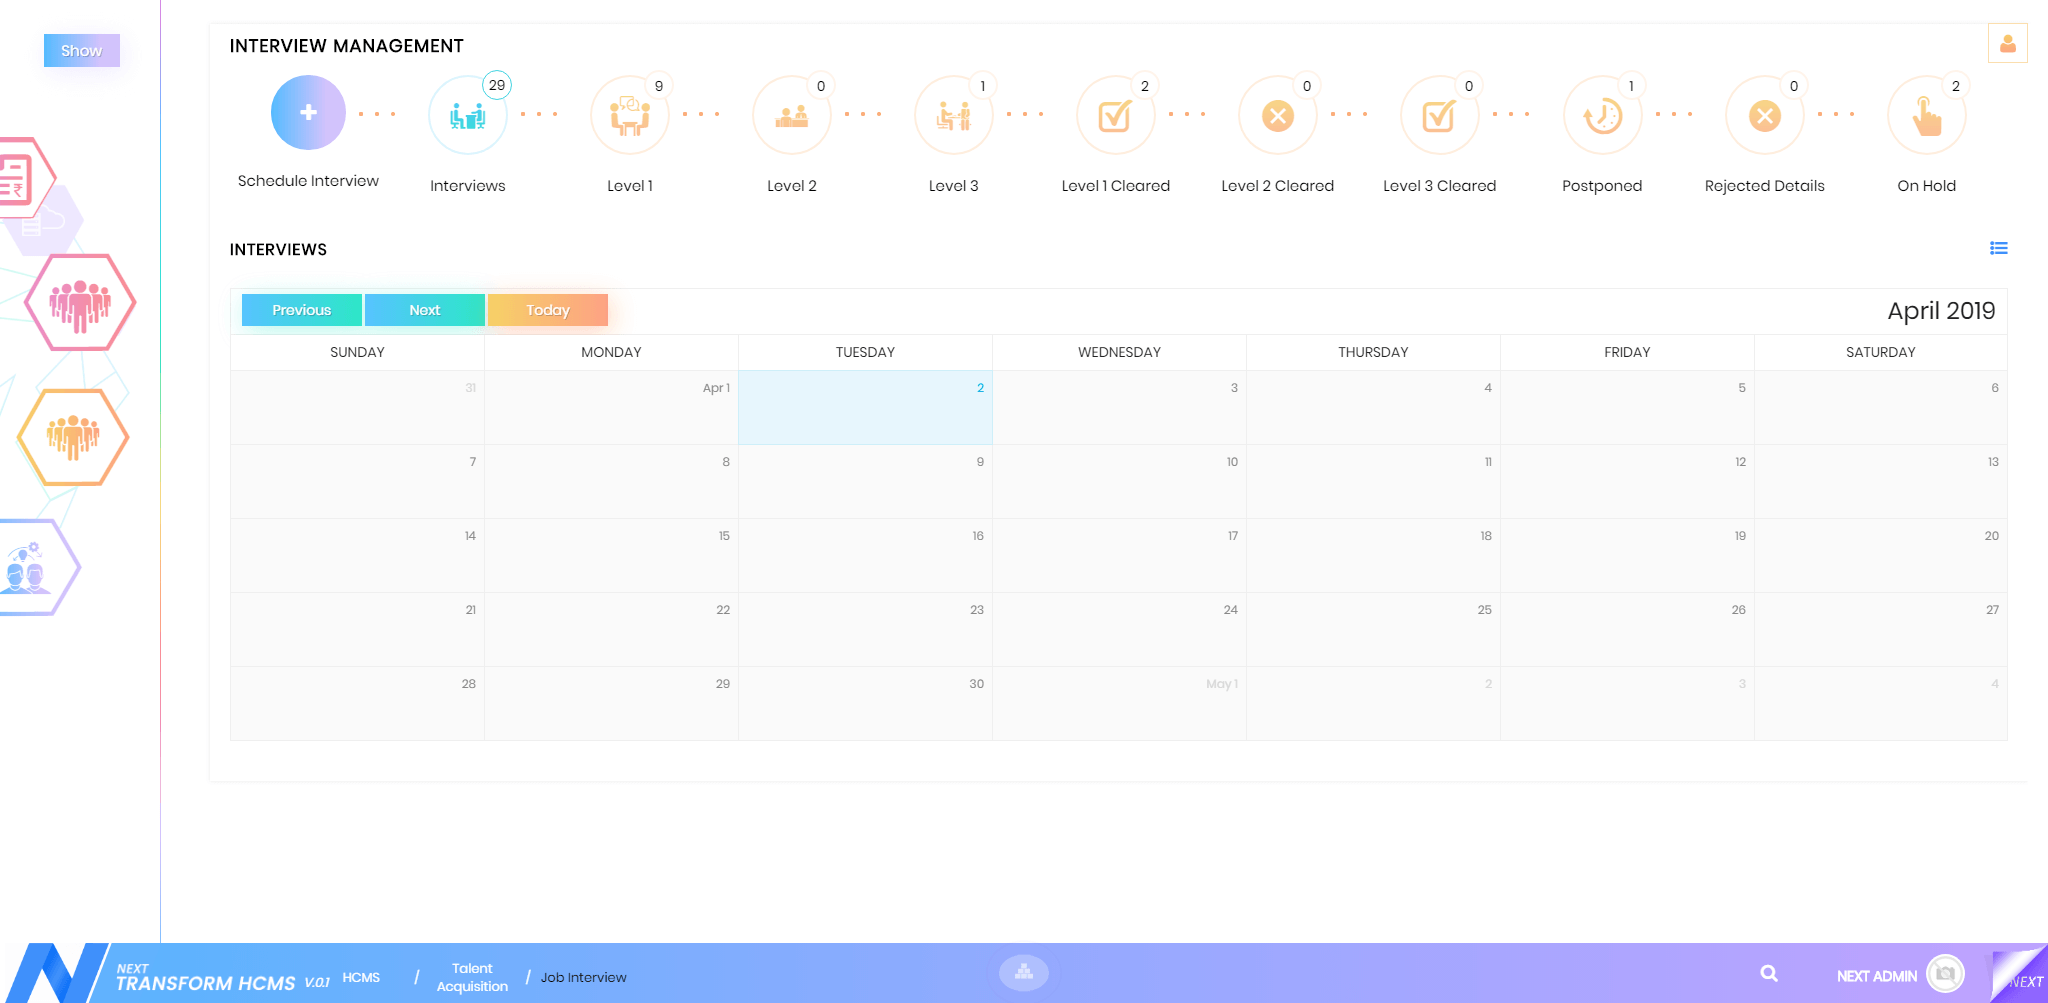 Show
INTERVIEW MANAGEMENT
29 9 0 1 2 0 0 1 0 2
Schedule Interview Interviews Level 1 Level 2 Level 3 Level 1 Cleared Level 2 Cleared Level 3 Cleared Postponed Rejected Details On Hold
INTERVIEWS
Previous Next Today April 2019
SUNDAY MONDAY TUESDAY WEDNESDAY THURSDAY FRIDAY SATURDAY
31 Apr 1 2 3 4 5 6
7 8 9 10 11 12 13
14 15 16 17 18 19 20
21 22 23 24 25 26 27
28 29 30 May 1 2 3 4
NEXT
TRANSFORM HCMS V.0.1 HCMS / Talent Acquisition / Job Interview NEXT ADMIN NEXT